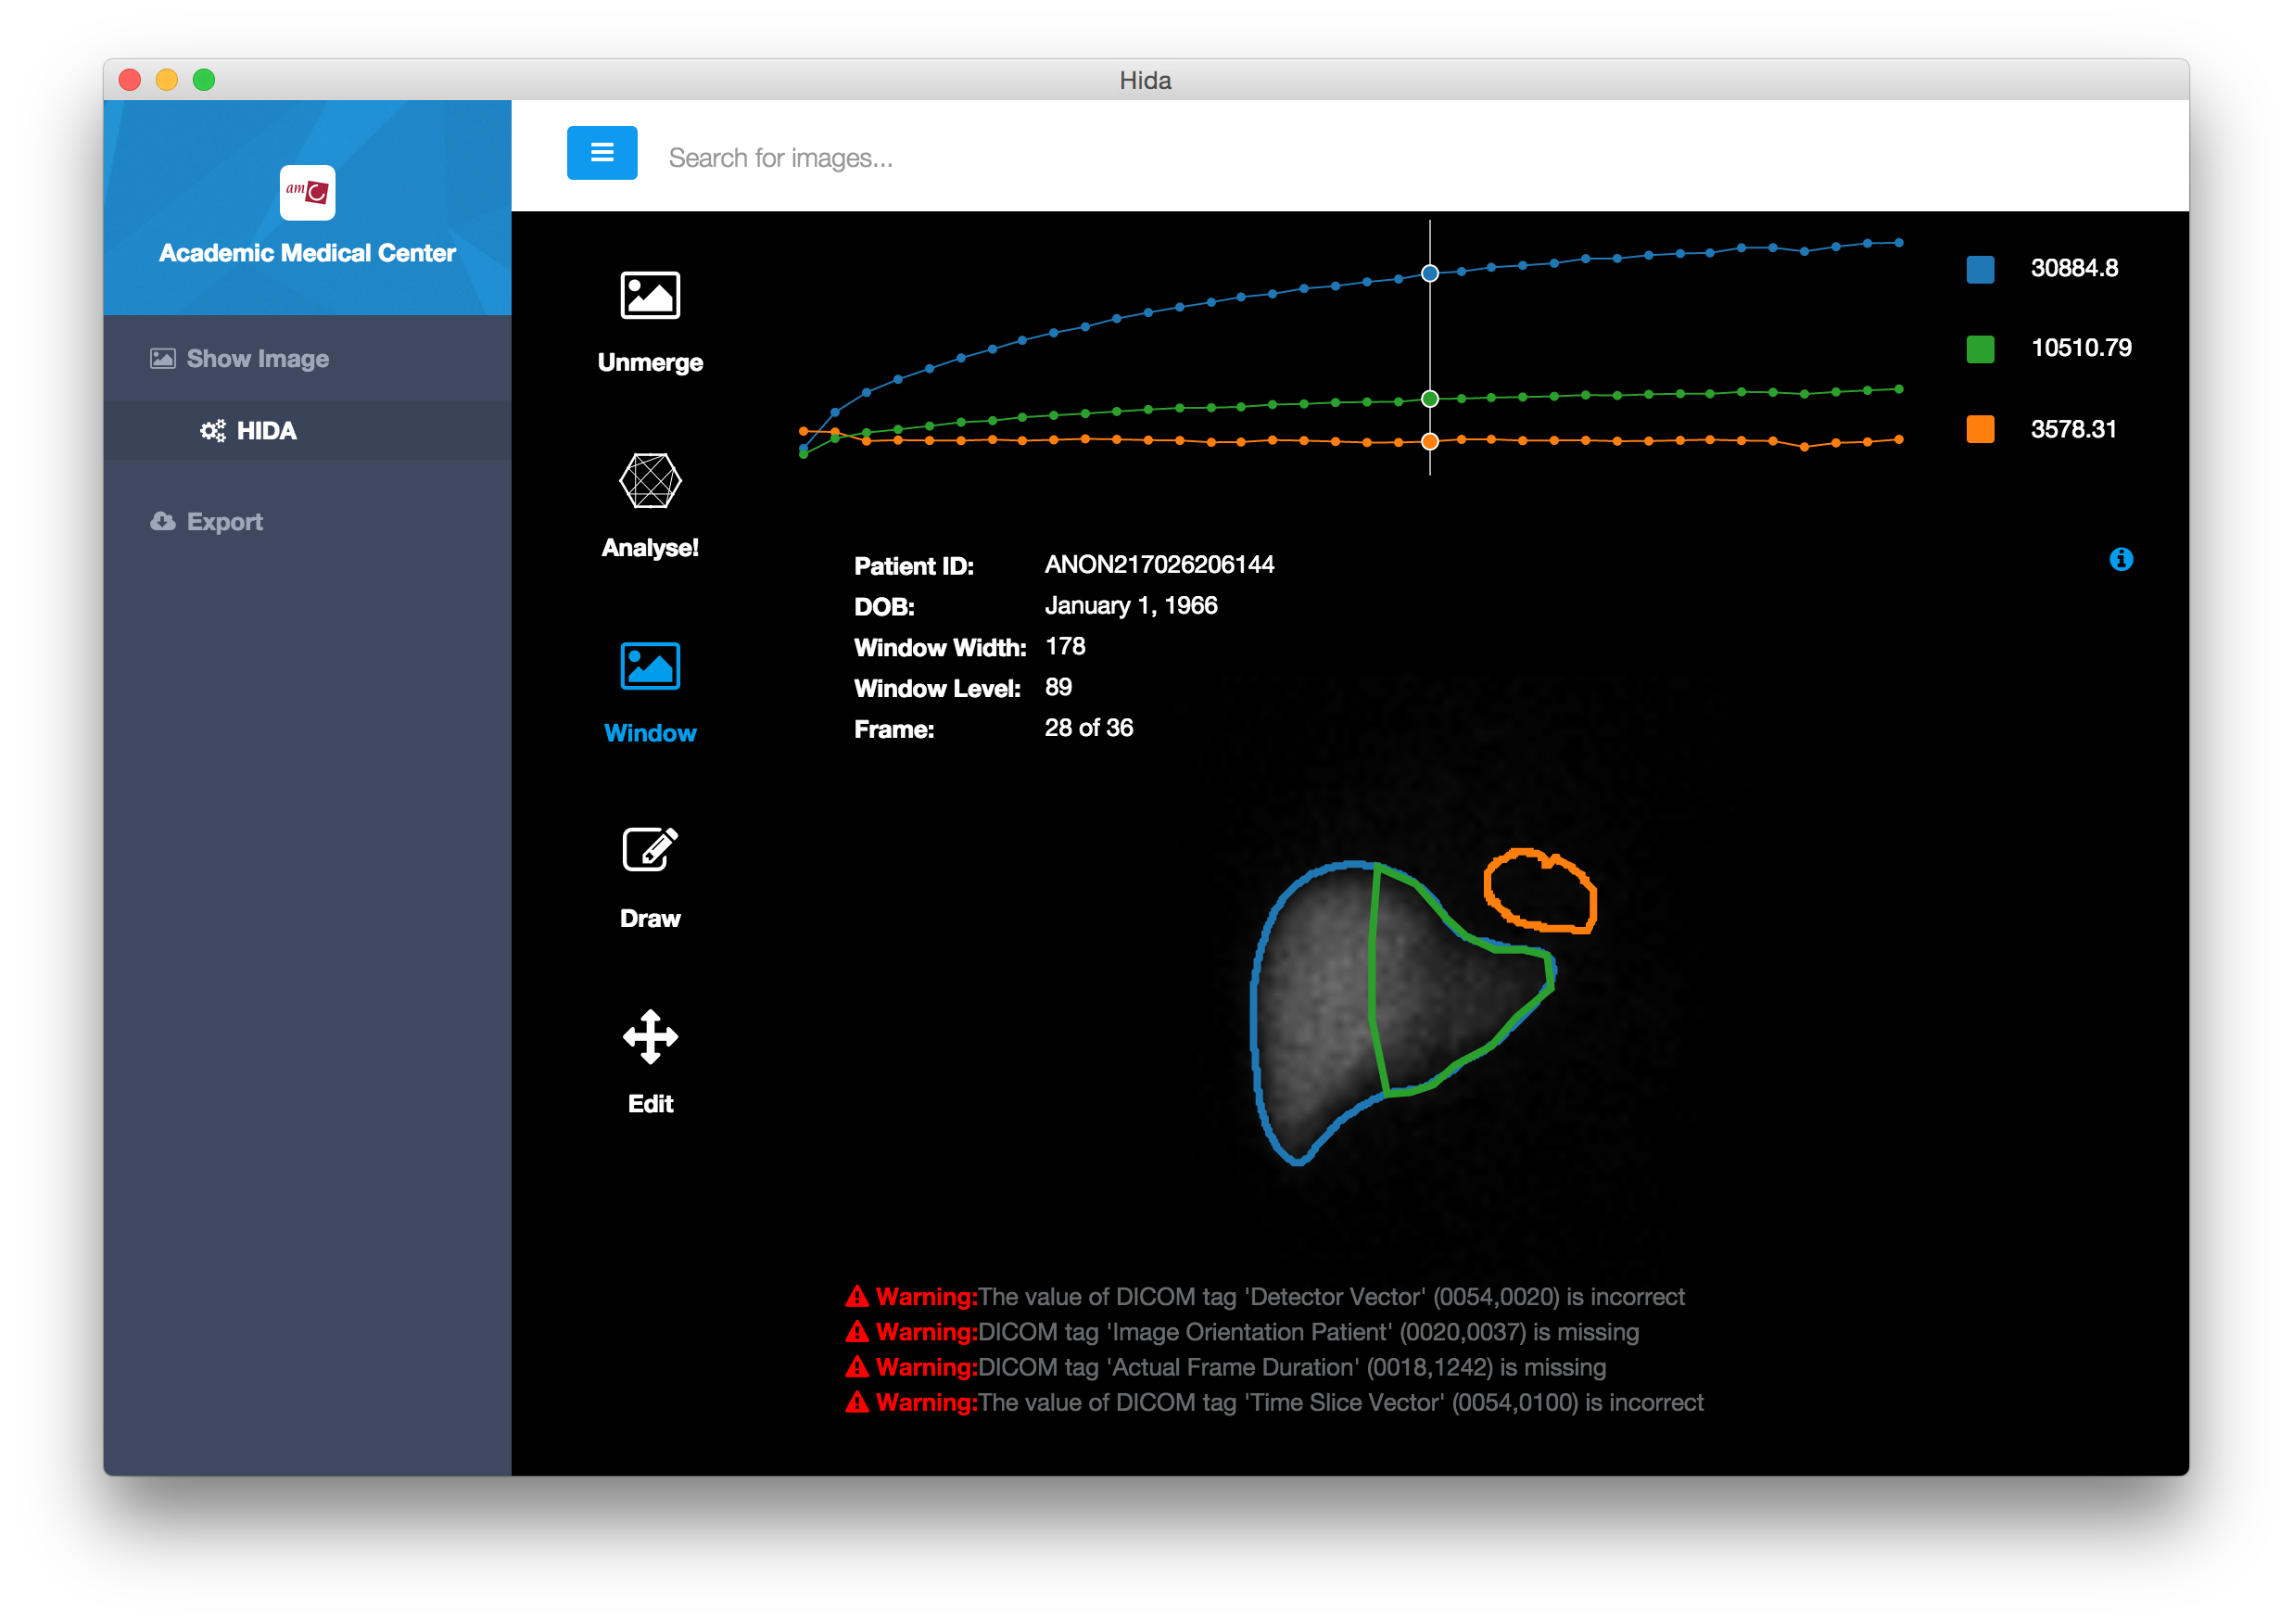 Hida
Search for images...
amC
Academic Medical Center
Show Image
HIDA
Export
Unmerge
Analyse!
Window
Draw
Edit
30884.8
10510.79
3578.31
Patient ID: ANON217026206144
DOB: January 1, 1966
Window Width: 178
Window Level: 89
Frame: 28 of 36
Warning:The value of DICOM tag 'Detector Vector' (0054,0020) is incorrect
Warning:DICOM tag 'Image Orientation Patient' (0020,0037) is missing
Warning:DICOM tag 'Actual Frame Duration' (0018,1242) is missing
Warning:The value of DICOM tag 'Time Slice Vector' (0054,0100) is incorrect